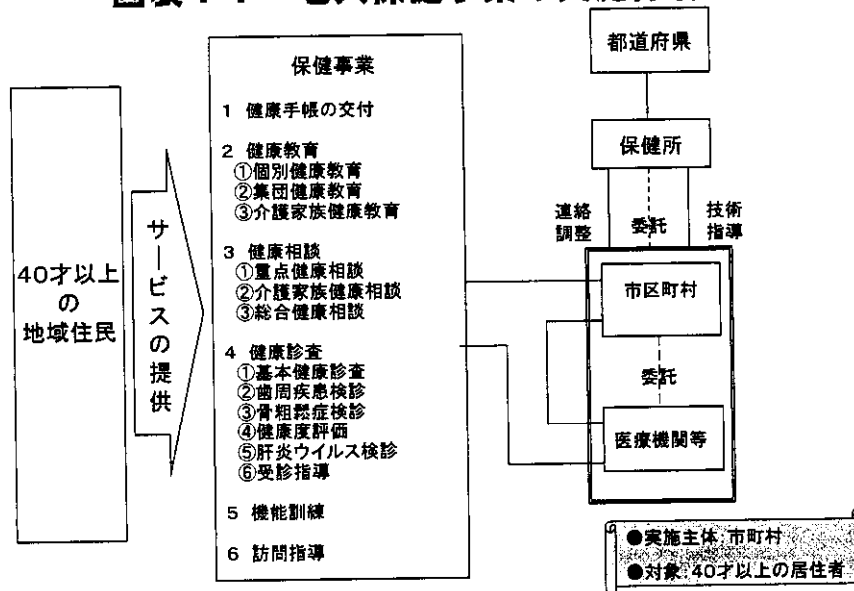 保健事業
1 健康手帳の交付
2 健康教育
①個別健康教育
②集団健康教育
③介護家族健康教育
3 健康相談
①重点健康相談
②介護家族健康相談
③総合健康相談
4 健康診査
①基本健康診査
②歯周疾患検診
③骨粗鬆症検診
④健康度評価
⑤肝炎ウイルス検診
⑥受診指導
5 機能訓練
6 訪問指導
40才以上
の
地域住民
サービスの提供
都道府県
保健所
連絡
調整
委託
技術
指導
市区町村
委託
医療機関等
●実施主体:市町村
●対象:40才以上の居住者